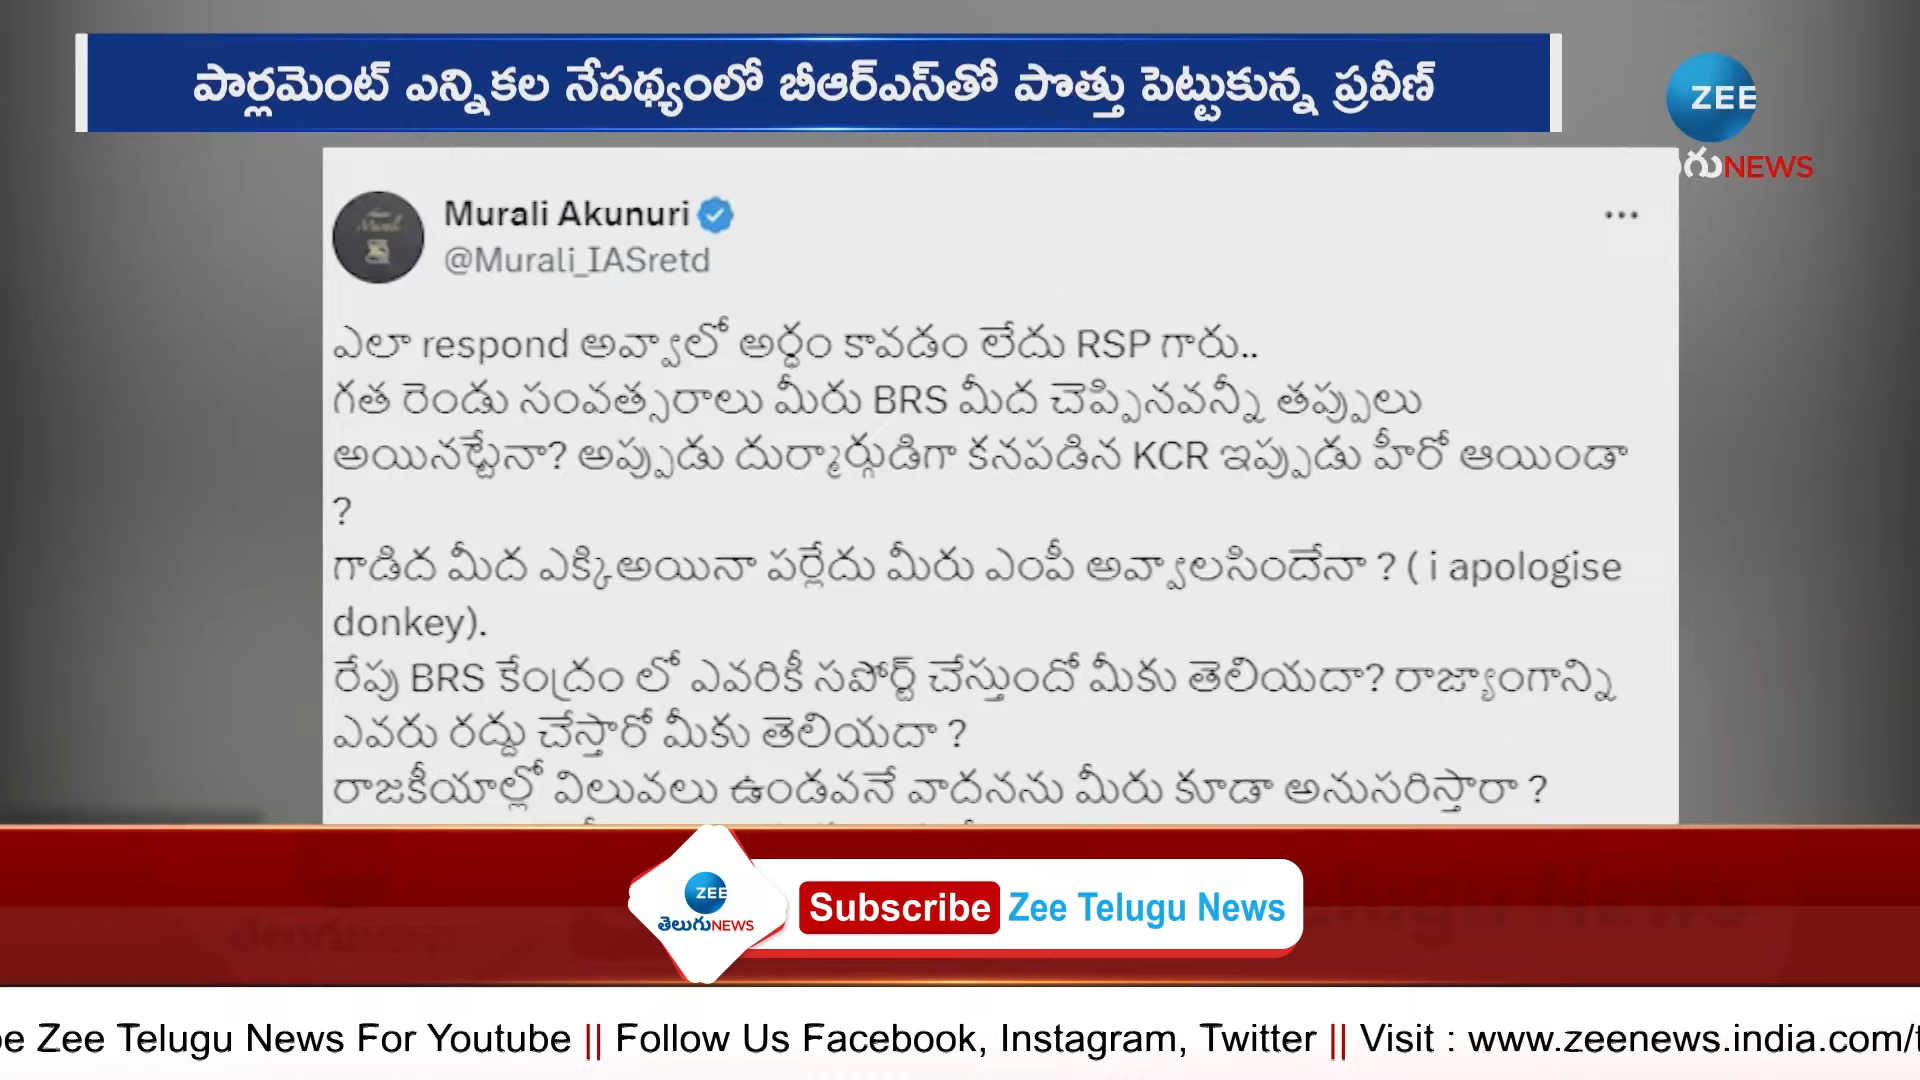 పార్లమెంట్ ఎన్నికల నేపథ్యంలో బీఆర్ఎస్‌తో పొత్తు పెట్టుకున్న ప్రవీణ్
ZEE
గుNEWS
Murali Akunuri
@Murali_IASretd
ఎలా respond అవ్వాలో అర్ధం కావడం లేదు RSP గారు..
గత రెండు సంవత్సరాలు మీరు BRS మీద చెప్పినవన్నీ తప్పులు
అయినట్టేనా? అప్పుడు దుర్మార్గుడిగా కనపడిన KCR ఇప్పుడు హీరో ఆయిండా
?
గాడిద మీద ఎక్కిఅయినా పర్లేదు మీరు ఎంపీ అవ్వాలసిందేనా ? ( i apologise
donkey).
రేపు BRS కేంద్రం లో ఎవరికీ సపోర్ట్ చేస్తుందో మీకు తెలియదా? రాజ్యాంగాన్ని
ఎవరు రద్దు చేస్తారో మీకు తెలియదా ?
రాజకీయాల్లో విలువలు ఉండవనే వాదనను మీరు కూడా అనుసరిస్తారా ?
ZEE
తెలుగుNEWS
Subscribe Zee Telugu News
be Zee Telugu News For Youtube || Follow Us Facebook, Instagram, Twitter || Visit : www.zeenews.india.com/t